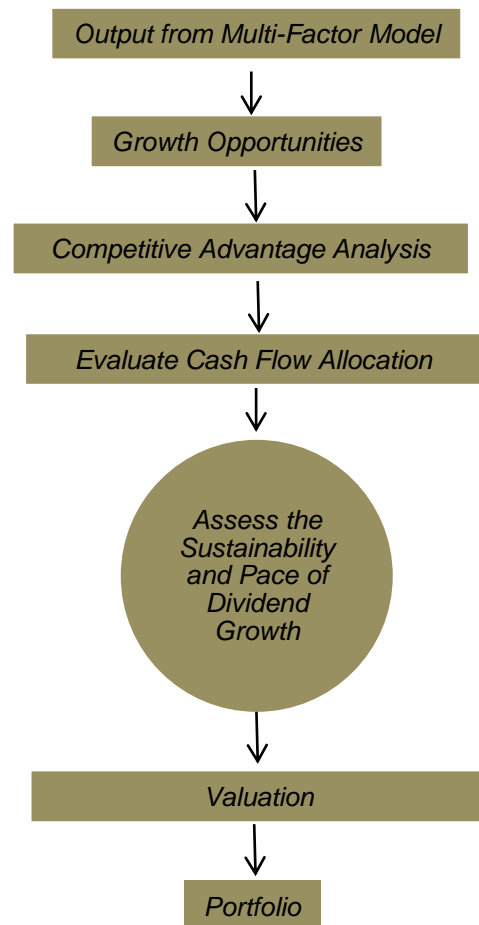 Output from Multi-Factor Model
Growth Opportunities
Competitive Advantage Analysis
Evaluate Cash Flow Allocation
Assess the
Sustainability
and Pace of
Dividend
Growth
Valuation
Portfolio